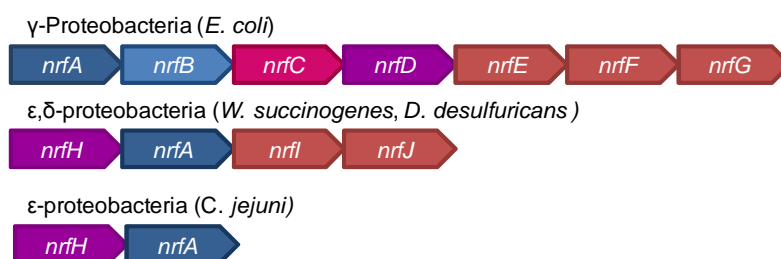 γ-Proteobacteria (E. coli)
nrfA nrfB nrfC nrfD nrfE nrfF nrfG
ε,δ-proteobacteria (W. succinogenes, D. desulfuricans )
nrfH nrfA nrfI nrfJ
ε-proteobacteria (C. jejuni)
nrfH nrfA